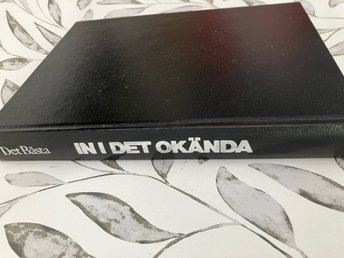 Det Bästa IN I DET OKÄNDA